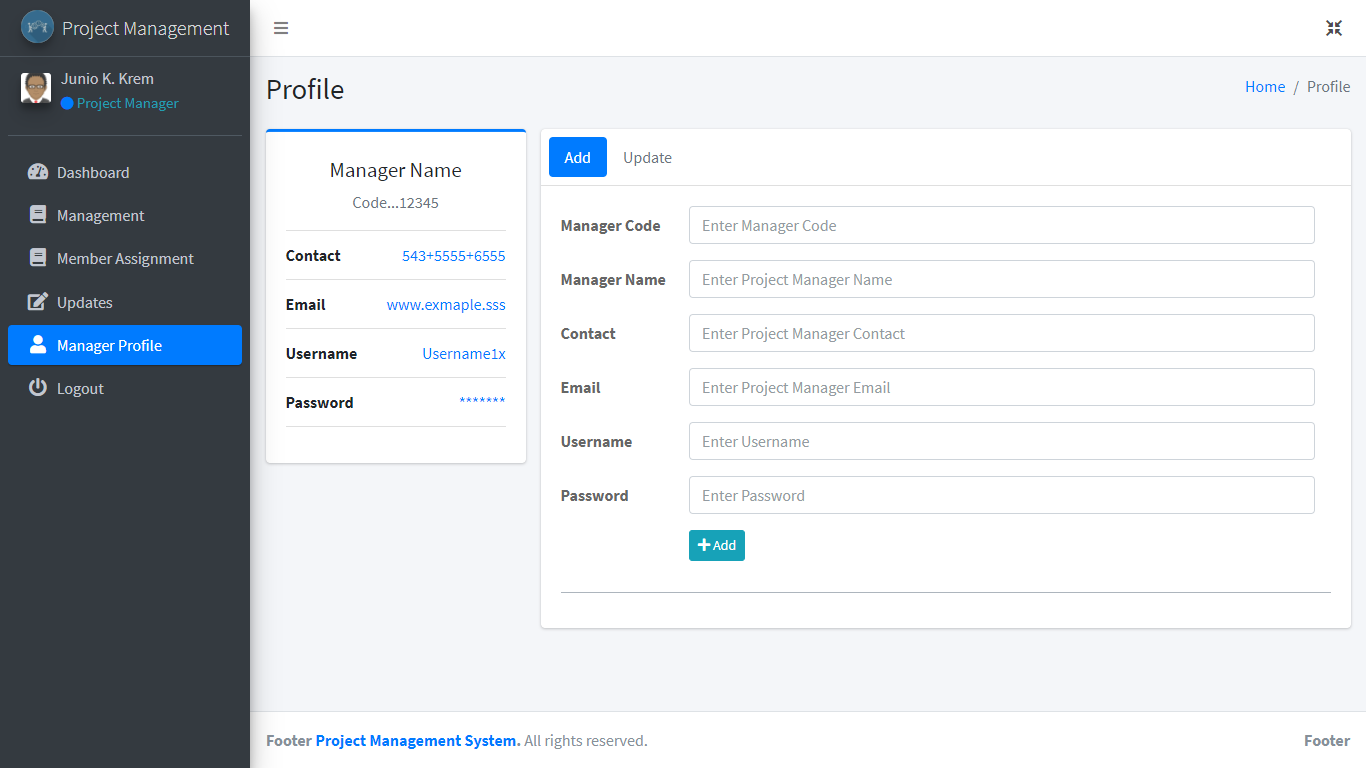 Project Management
Junio K. Krem
Project Manager
Dashboard
Management
Member Assignment
Updates
Manager Profile
Logout
Profile
Home / Profile
Manager Name
Code...12345
Contact 543+5555+6555
Email www.exmaple.sss
Username Username1x
Password *******
Add Update
Manager Code Enter Manager Code
Manager Name Enter Project Manager Name
Contact Enter Project Manager Contact
Email Enter Project Manager Email
Username Enter Username
Password Enter Password
Add
Footer Project Management System. All rights reserved.
Footer